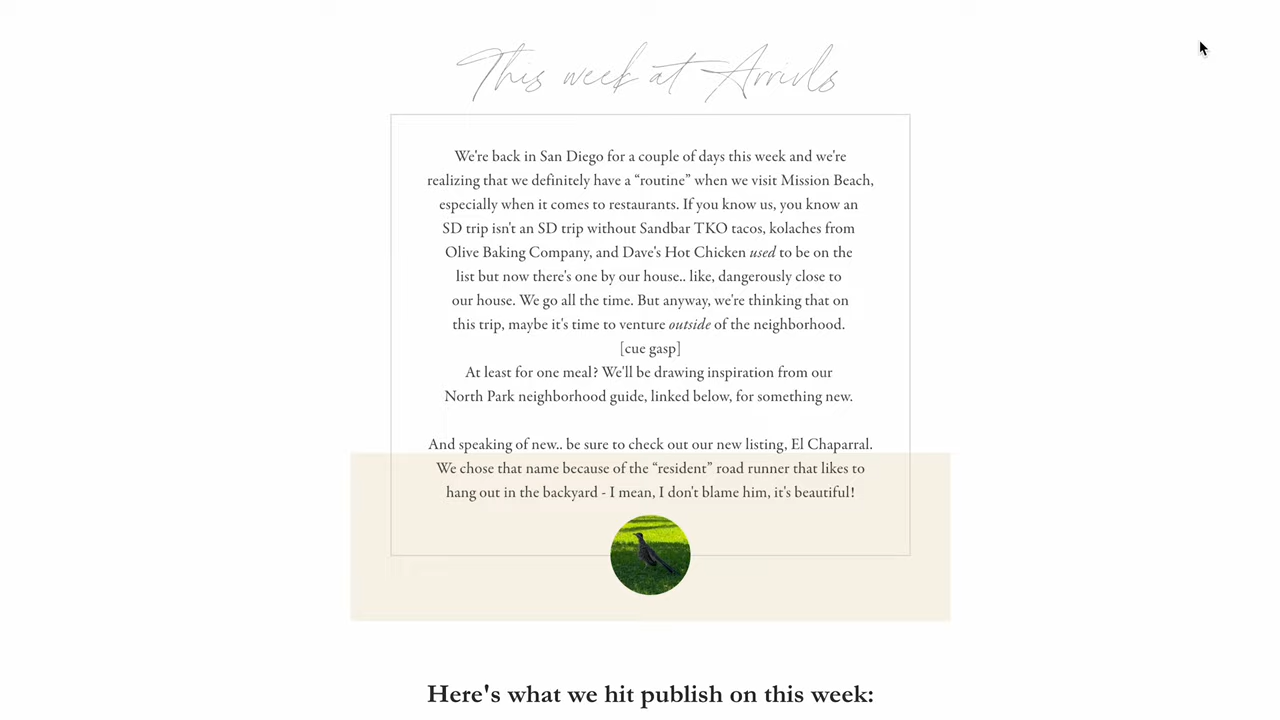 This week at Arrivls
We're back in San Diego for a couple of days this week and we're
realizing that we definitely have a “routine” when we visit Mission Beach,
especially when it comes to restaurants. If you know us, you know an
SD trip isn't an SD trip without Sandbar TKO tacos, kolaches from
Olive Baking Company, and Dave's Hot Chicken used to be on the
list but now there's one by our house.. like, dangerously close to
our house. We go all the time. But anyway, we're thinking that on
this trip, maybe it's time to venture outside of the neighborhood.
[cue gasp]
At least for one meal? We'll be drawing inspiration from our
North Park neighborhood guide, linked below, for something new.
And speaking of new.. be sure to check out our new listing, El Chaparral.
We chose that name because of the “resident” road runner that likes to
hang out in the backyard - I mean, I don't blame him, it's beautiful!
Here's what we hit publish on this week: